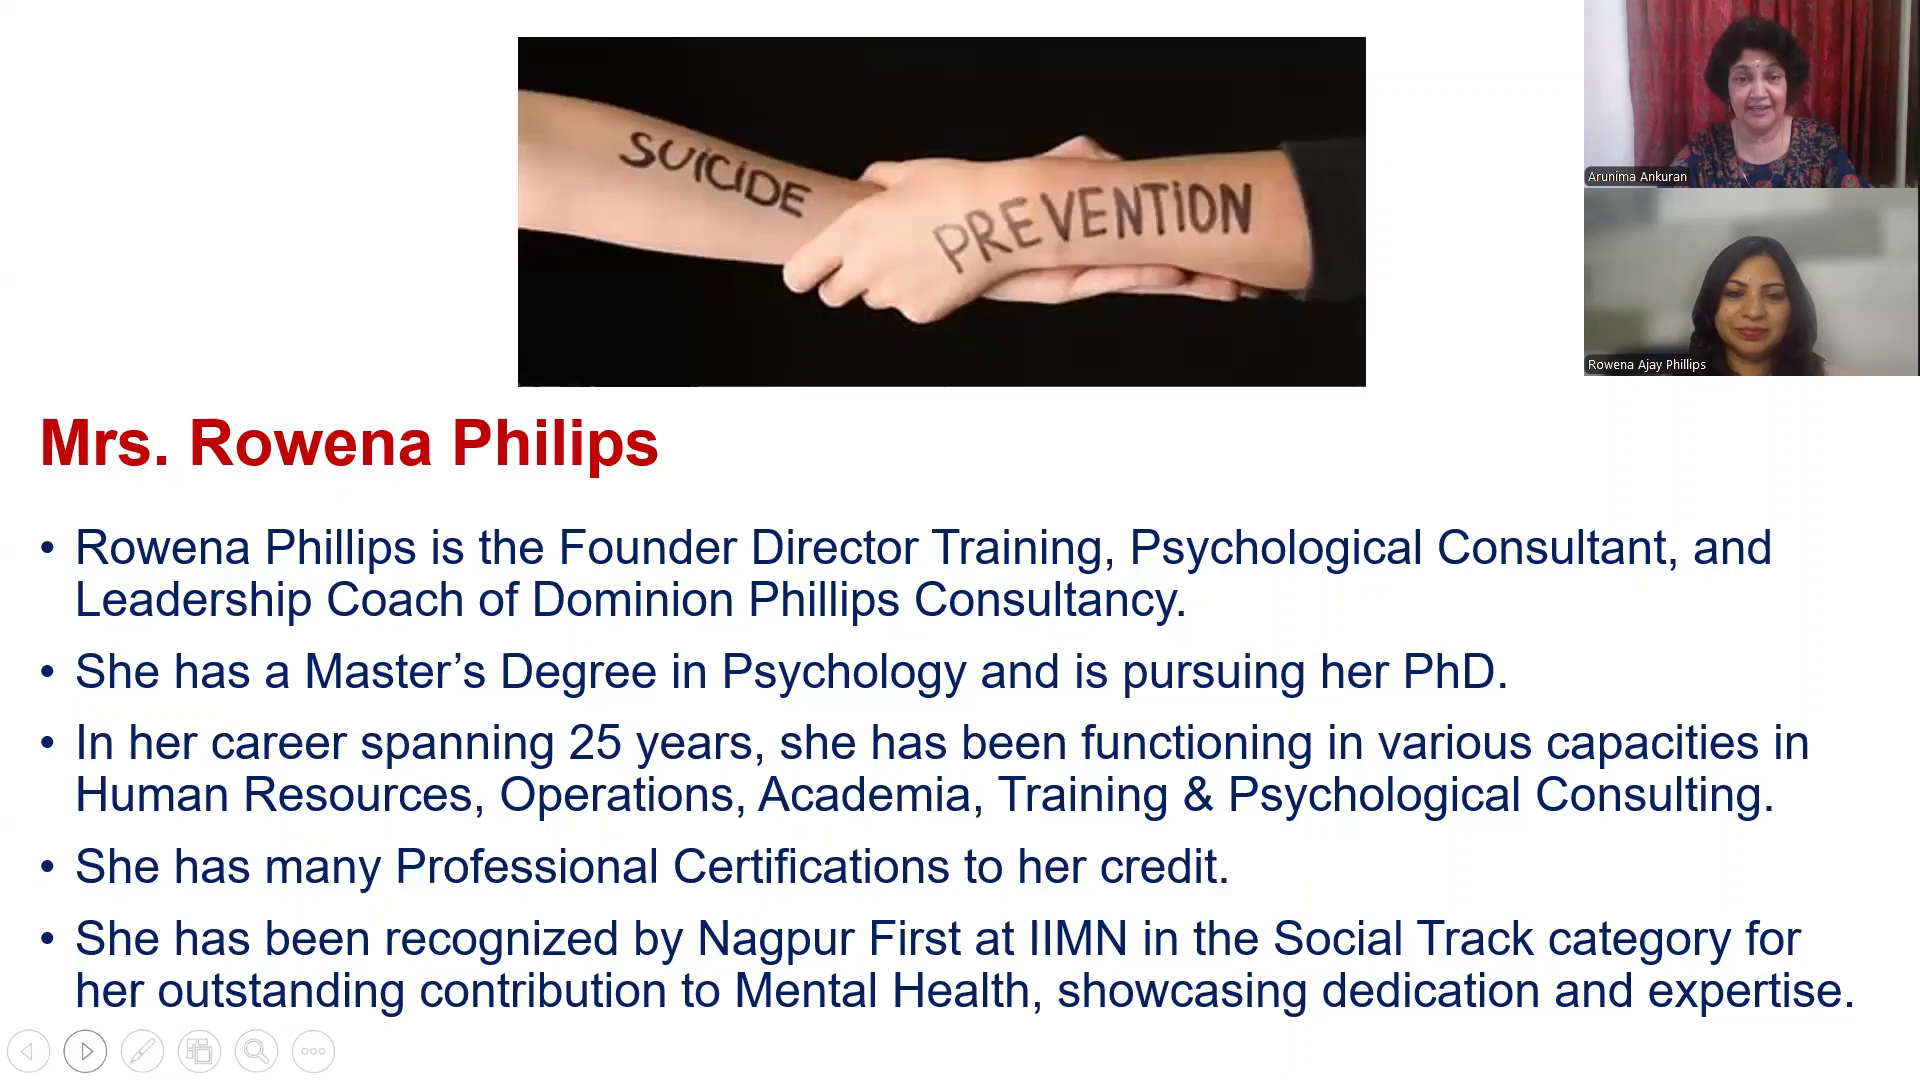 SUICIDE PREVENTION
Arunima Ankuran
Rowena Ajay Phillips
Mrs. Rowena Philips
• Rowena Phillips is the Founder Director Training, Psychological Consultant, and
Leadership Coach of Dominion Phillips Consultancy.
• She has a Master’s Degree in Psychology and is pursuing her PhD.
• In her career spanning 25 years, she has been functioning in various capacities in
Human Resources, Operations, Academia, Training & Psychological Consulting.
• She has many Professional Certifications to her credit.
• She has been recognized by Nagpur First at IIMN in the Social Track category for
her outstanding contribution to Mental Health, showcasing dedication and expertise.